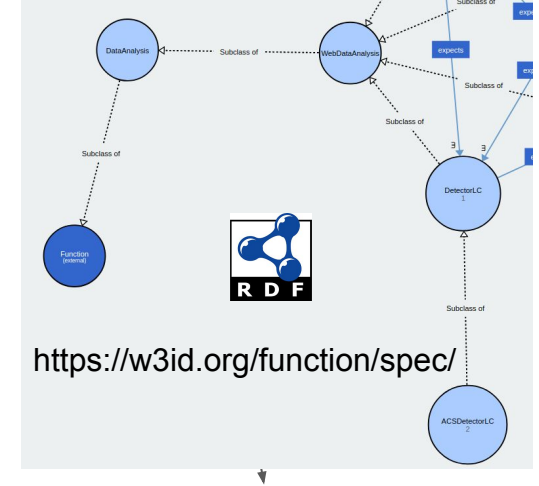 Subclass of
expe
DataAnalysis
Subclass of
WebDataAnalysis
expects
Subclass of
Subclass of
Subclass of
E
E
DetectorLC
1
Function
(external)
RDF
Subclass of
https://w3id.org/function/spec/
ACSDetectorLC
2